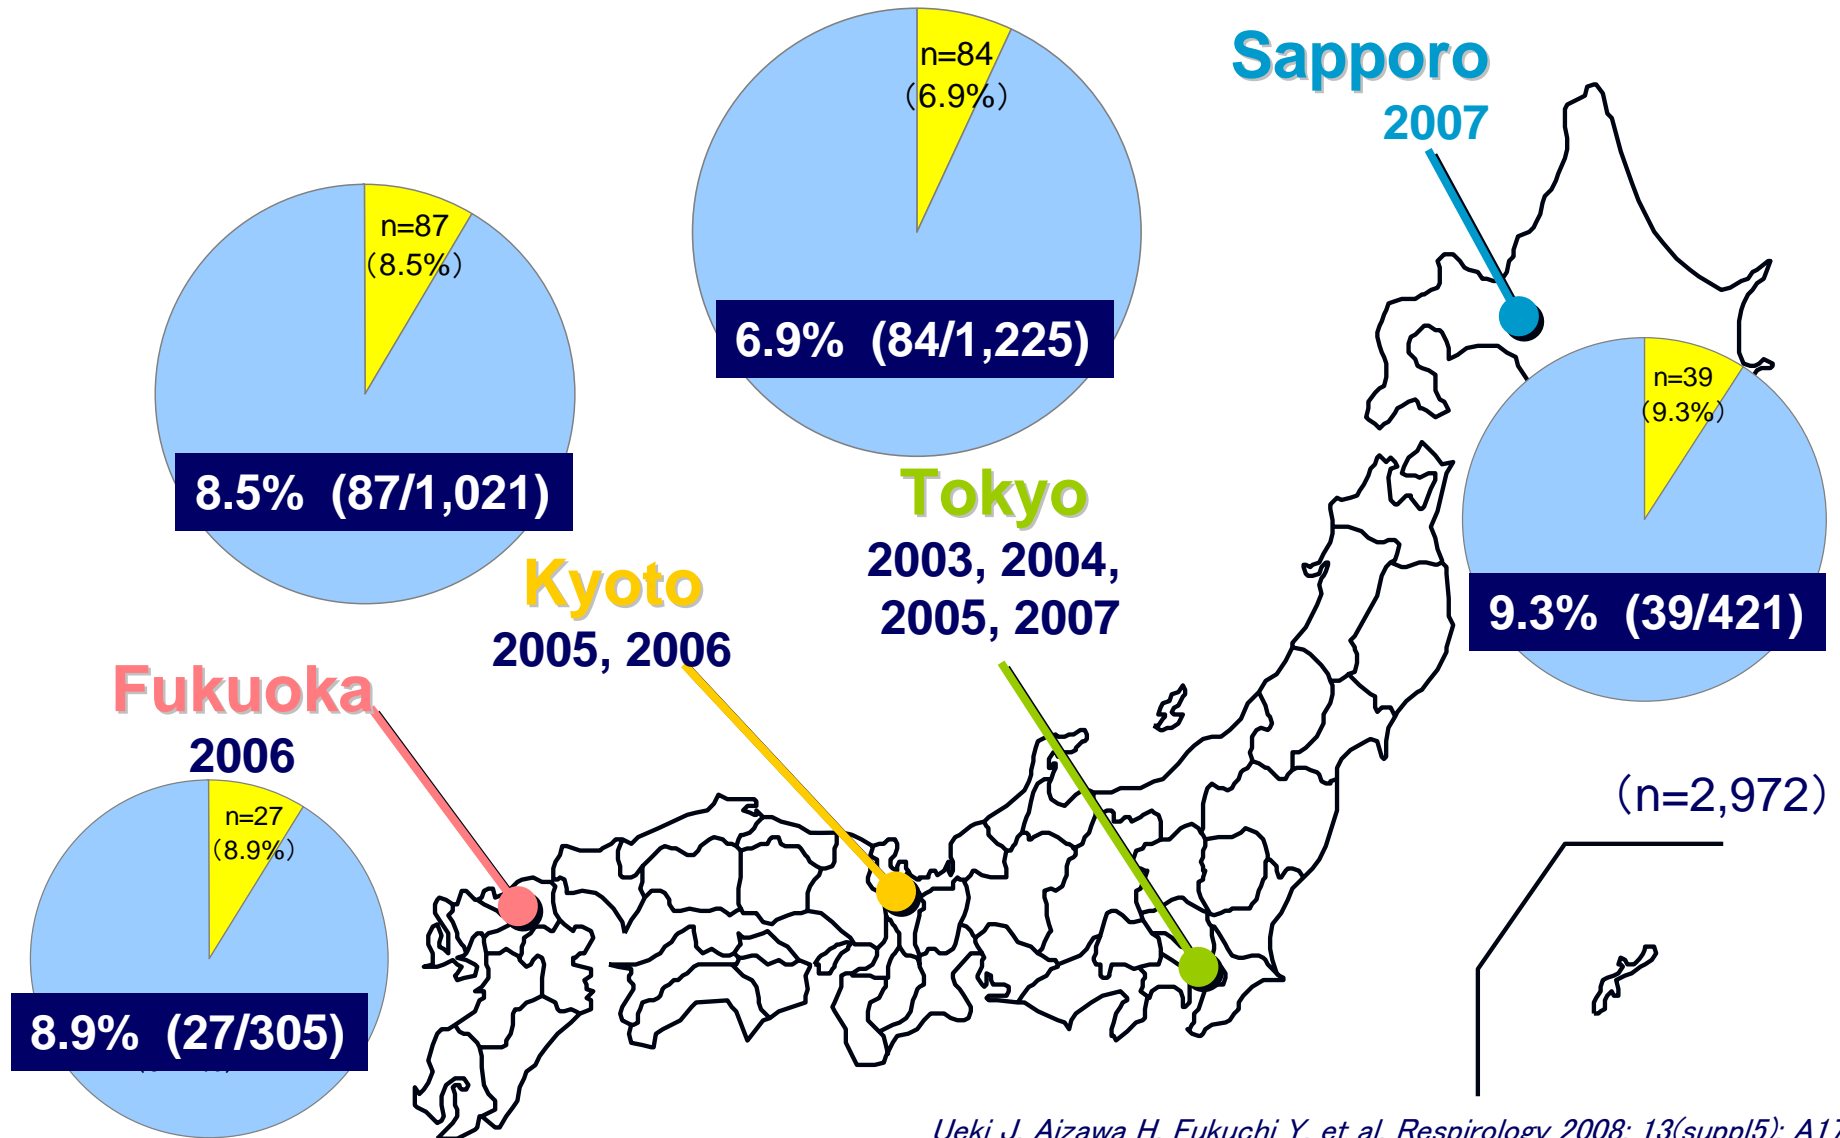 n=84
(6.9%)
6.9% (84/1,225)
Sapporo
2007
n=87
(8.5%)
8.5% (87/1,021)
n=39
(9.3%)
9.3% (39/421)
Tokyo
2003, 2004,
2005, 2007
Kyoto
2005, 2006
Fukuoka
2006
n=27
(8.9%)
8.9% (27/305)
(n=2,972)
Ueki J, Aizawa H, Fukuchi Y, et al. Respirology 2008; 13(suppl5):